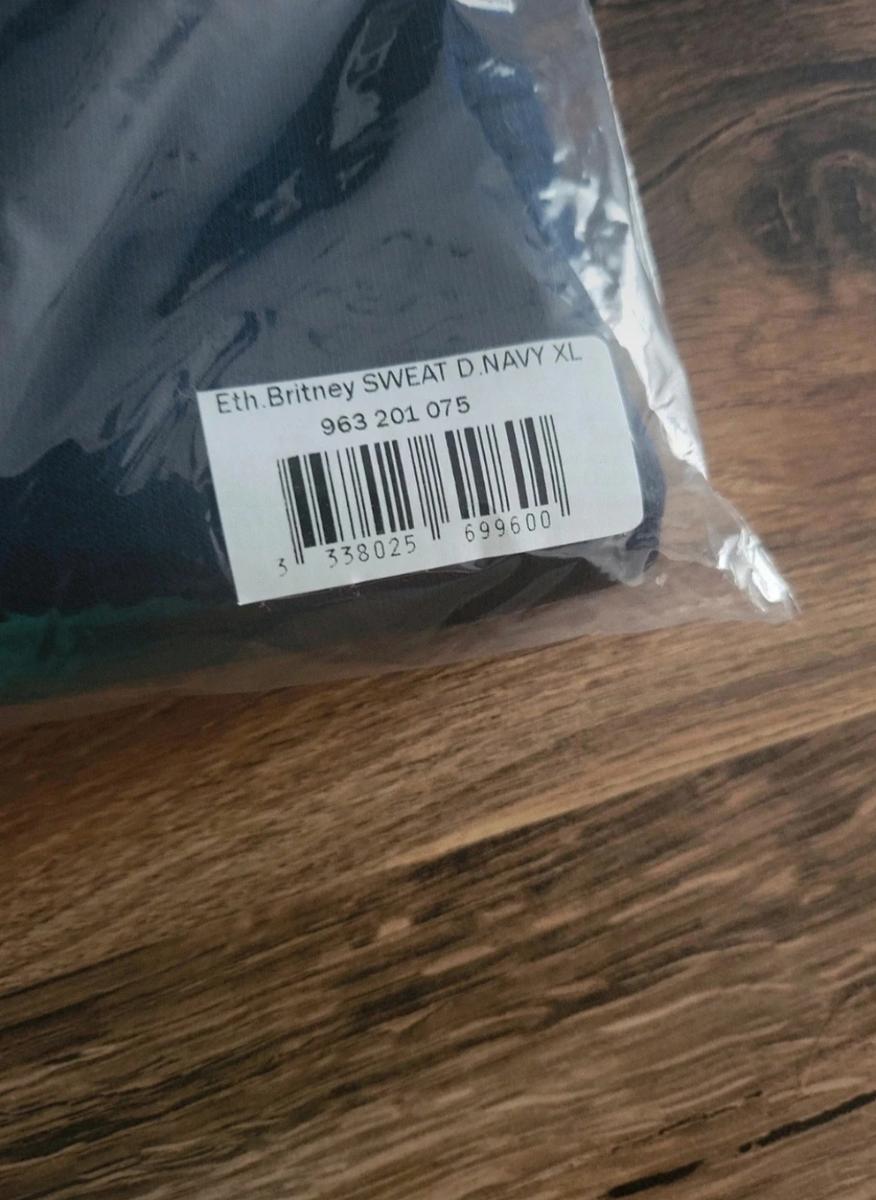 Eth.Britney SWEAT D.NAVY XL
963 201 075
3 338025 699600